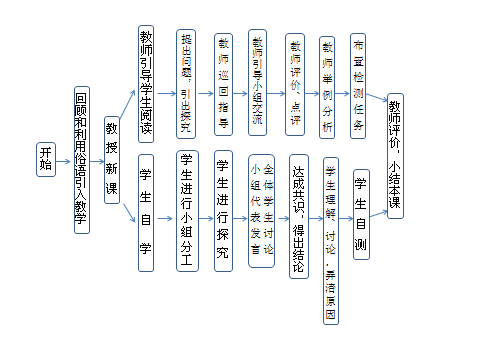 开始
回顾和利用俗语引入教学
教授新课
教师引导学生阅读
提出问题，引出探究
教师巡回指导
教师引导小组交流
教师评价、点评
教师举例分析
布置检测任务
学生自学
学生进行小组分工
学生进行探究
全体学生讨论
小组代表发言
达成共识，得出结论
学生理解、讨论，弄清原因
学生自测
教师评价，小结本课